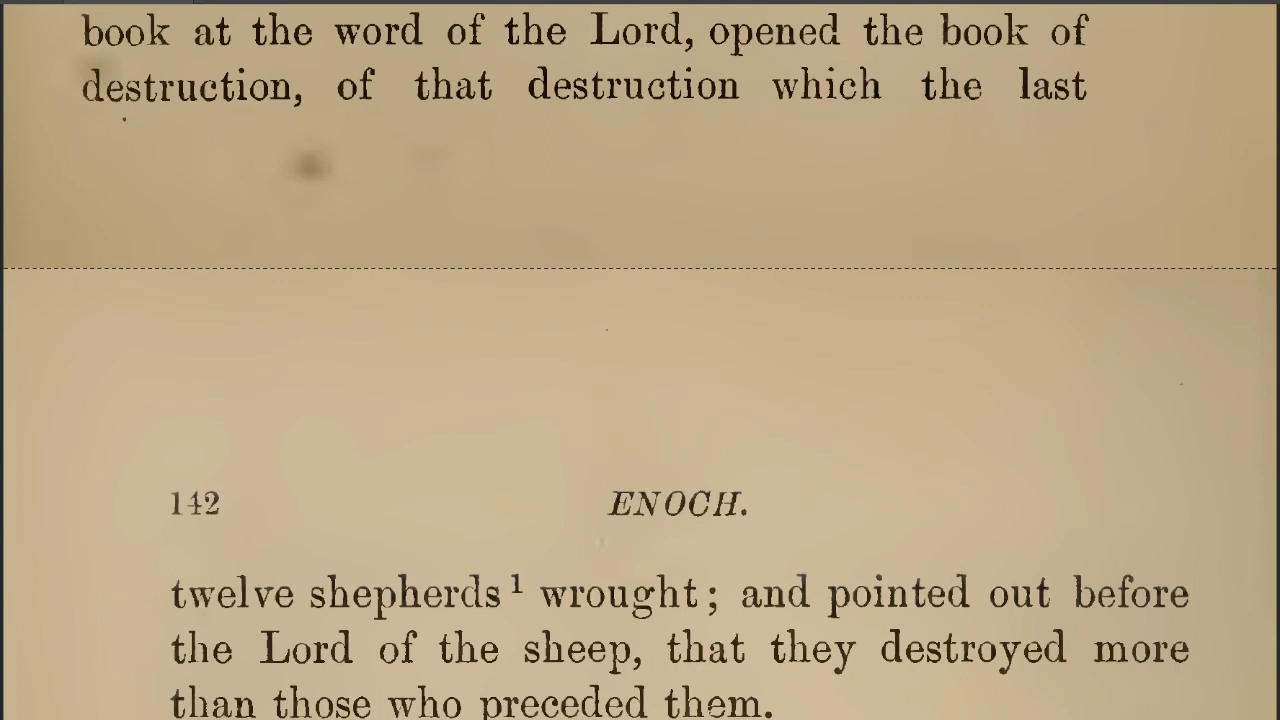 book at the word of the Lord, opened the book of
destruction, of that destruction which the last
142 ENOCH.
twelve shepherds¹ wrought; and pointed out before
the Lord of the sheep, that they destroyed more
than those who preceded them.